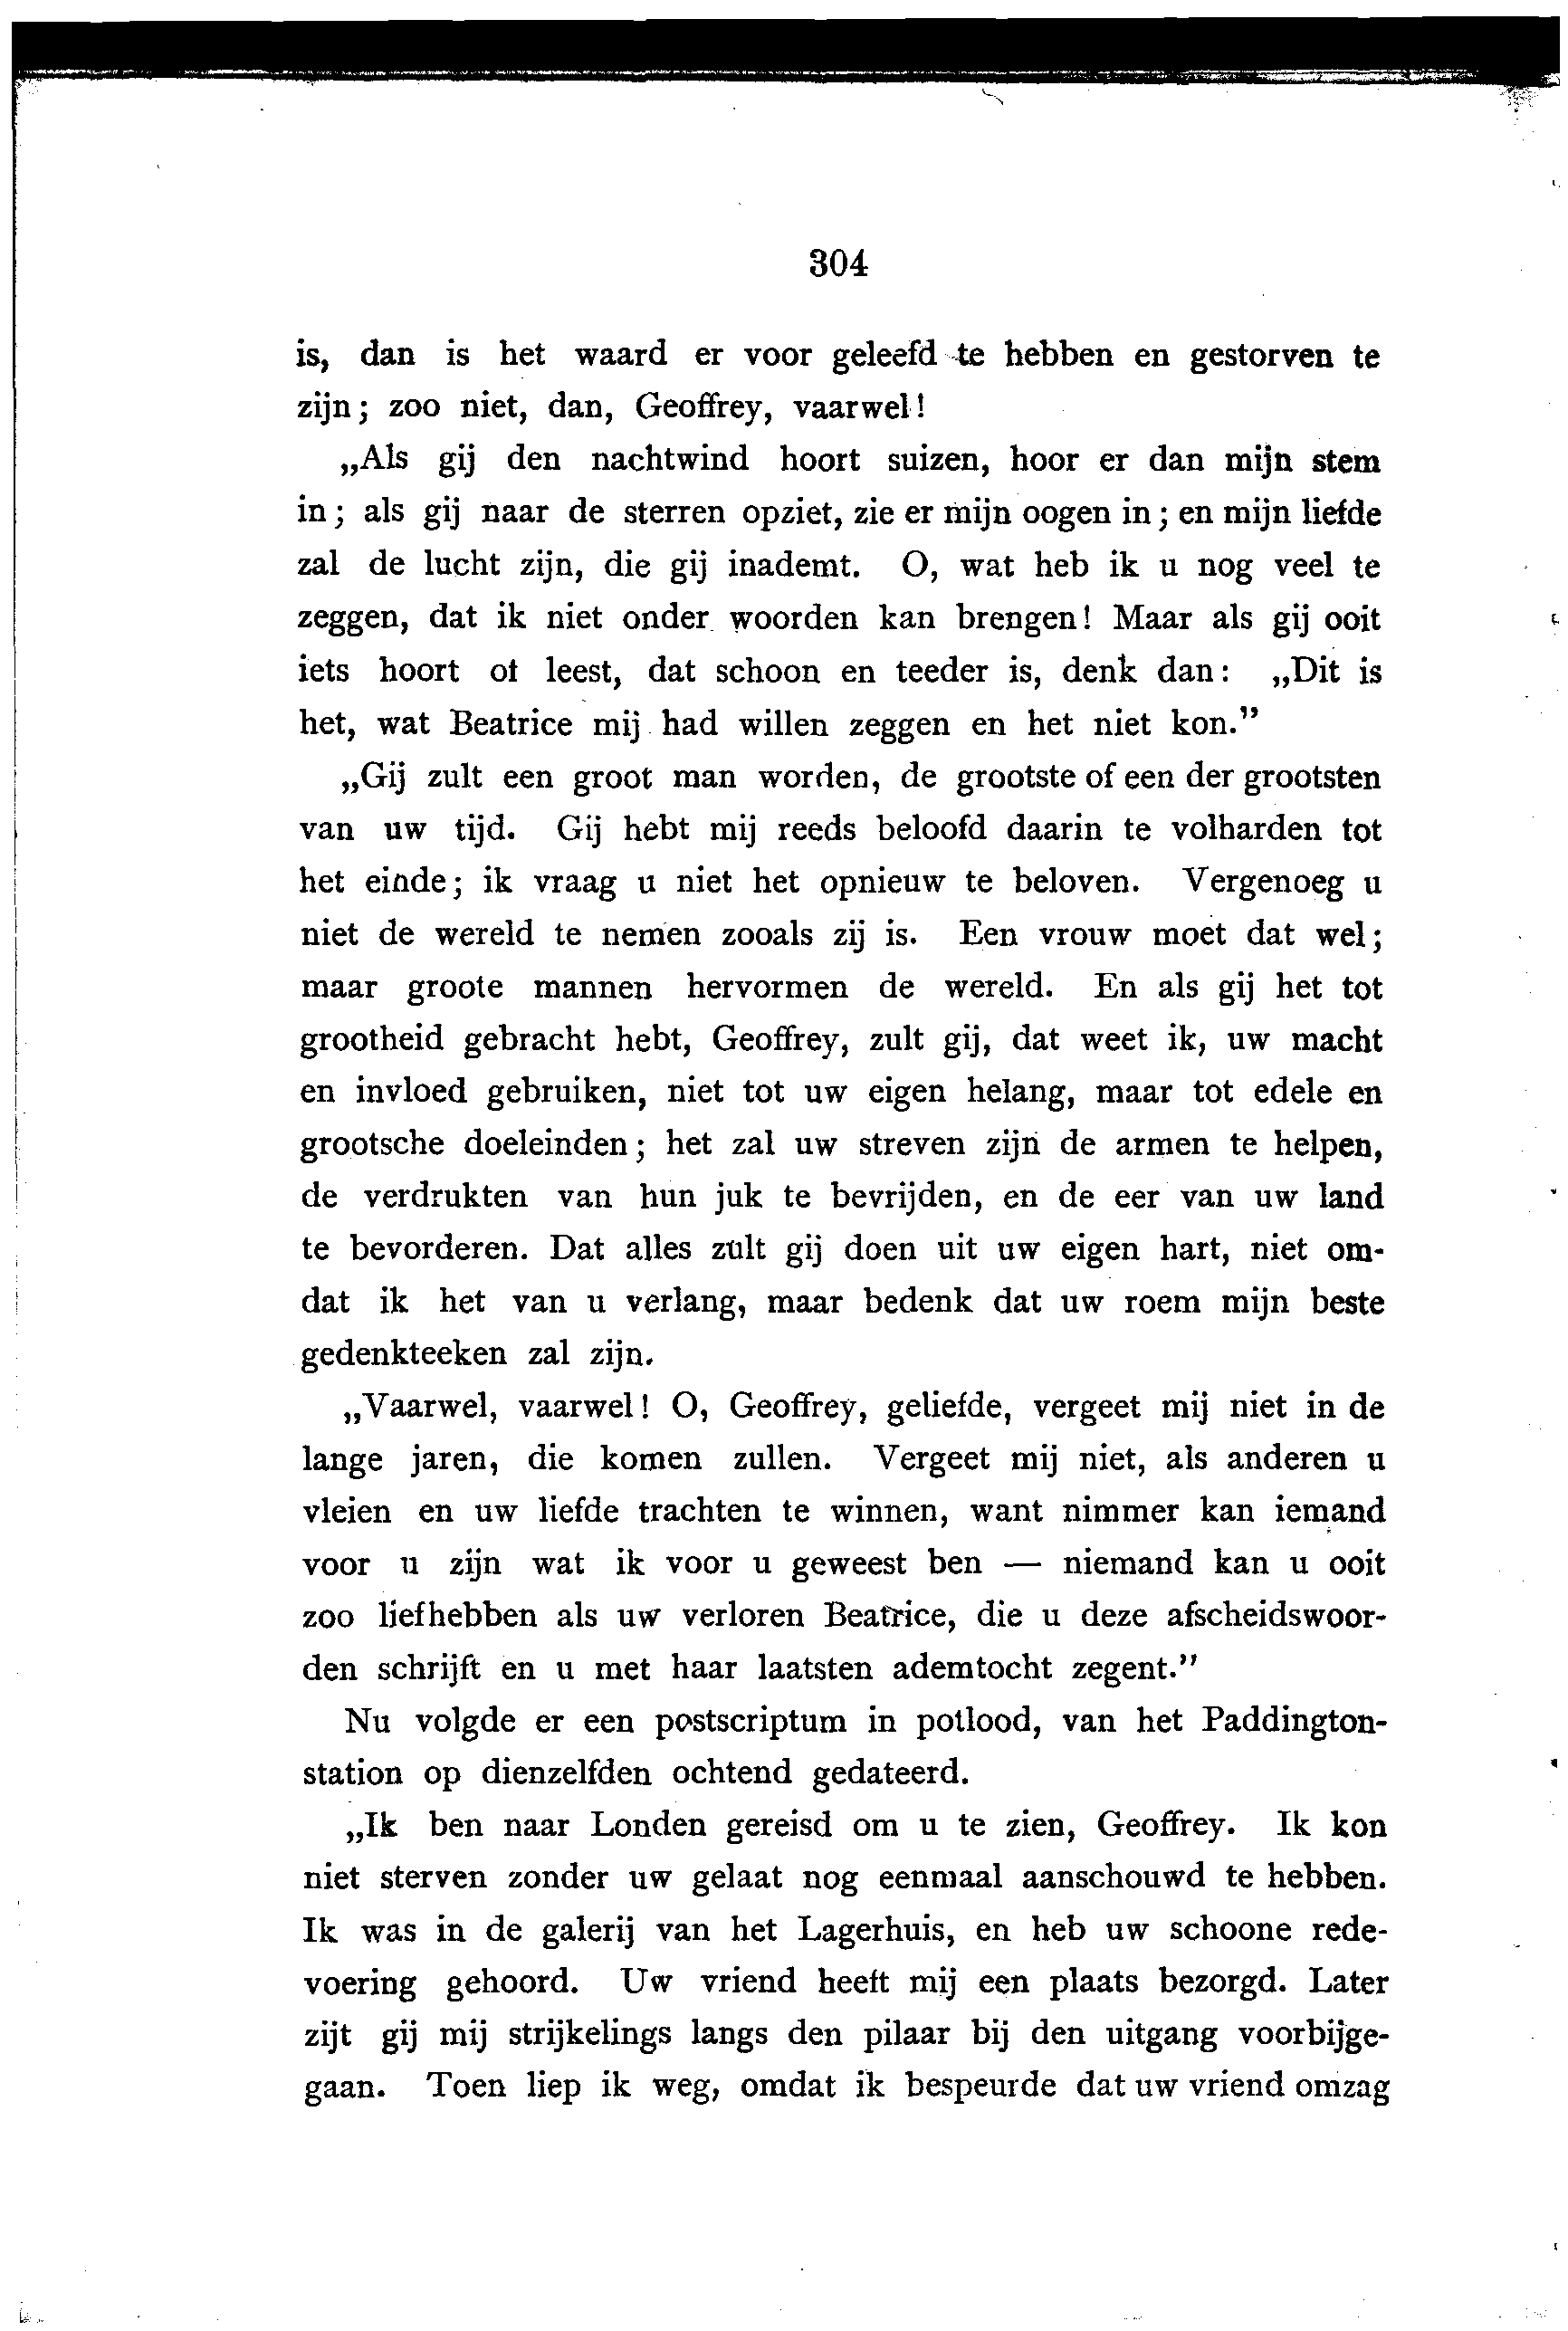 304
is, dan is het waard er voor geleefd te hebben en gestorven te
zijn; zoo niet, dan, Geoffrey, vaarwel!
„Als gij den nachtwind hoort suizen, hoor er dan mijn stem
in; als gij naar de sterren opziet, zie er mijn oogen in; en mijn liefde
zal de lucht zijn, die gij inademt. O, wat heb ik u nog veel te
zeggen, dat ik niet onder woorden kan brengen! Maar als gij ooit
iets hoort of leest, dat schoon en teeder is, denk dan: „Dit is
het, wat Beatrice mij had willen zeggen en het niet kon.”
„Gij zult een groot man worden, de grootste of een der grootsten
van uw tijd. Gij hebt mij reeds beloofd daarin te volharden tot
het einde; ik vraag u niet het opnieuw te beloven. Vergenoeg u
niet de wereld te nemen zooals zij is. Een vrouw moet dat wel;
maar groote mannen hervormen de wereld. En als gij het tot
grootheid gebracht hebt, Geoffrey, zult gij, dat weet ik, uw macht
en invloed gebruiken, niet tot uw eigen helang, maar tot edele en
grootsche doeleinden; het zal uw streven zijn de armen te helpen,
de verdrukten van hun juk te bevrijden, en de eer van uw land
te bevorderen. Dat alles zult gij doen uit uw eigen hart, niet om-
dat ik het van u verlang, maar bedenk dat uw roem mijn beste
gedenkteeken zal zijn.
„Vaarwel, vaarwel! O, Geoffrey, geliefde, vergeet mij niet in de
lange jaren, die komen zullen. Vergeet mij niet, als anderen u
vleien en uw liefde trachten te winnen, want nimmer kan iemand
voor u zijn wat ik voor u geweest ben — niemand kan u ooit
zoo liefhebben als uw verloren Beatrice, die u deze afscheidswoor-
den schrijft en u met haar laatsten ademtocht zegent.”
Nu volgde er een postscriptum in potlood, van het Paddington-
station op dienzelfden ochtend gedateerd.
„Ik ben naar Londen gereisd om u te zien, Geoffrey. Ik kon
niet sterven zonder uw gelaat nog eenmaal aanschouwd te hebben.
Ik was in de galerij van het Lagerhuis, en heb uw schoone rede-
voering gehoord. Uw vriend heeft mij een plaats bezorgd. Later
zijt gij mij strijkelings langs den pilaar bij den uitgang voorbijge-
gaan. Toen liep ik weg, omdat ik bespeurde dat uw vriend omzag